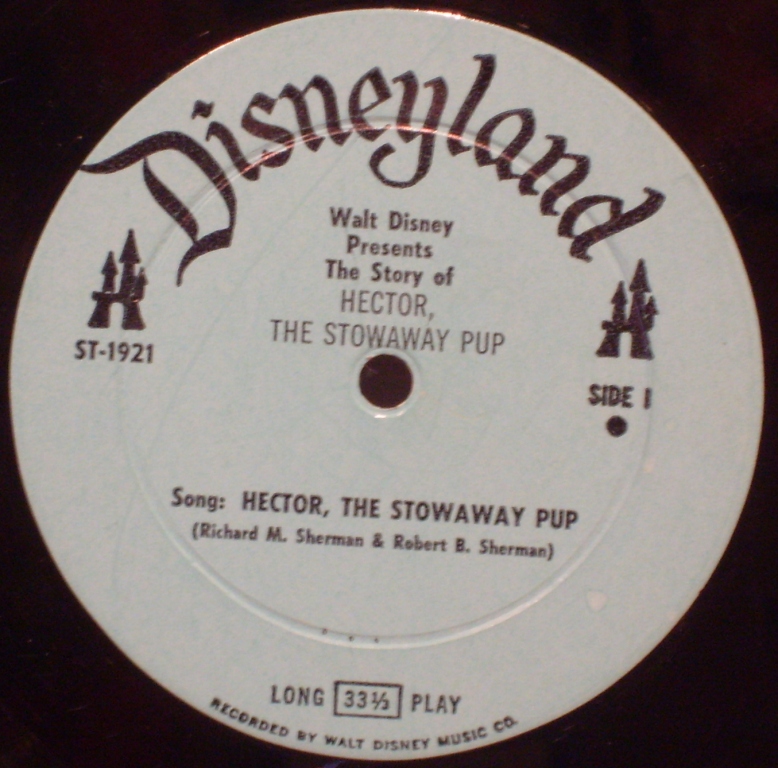 Disneyland
Walt Disney
Presents
The Story of
HECTOR,
THE STOWAWAY PUP
ST-1921
SIDE 1
Song: HECTOR, THE STOWAWAY PUP
(Richard M. Sherman & Robert B. Sherman)
LONG 33⅓ PLAY
RECORDED BY WALT DISNEY MUSIC CO.